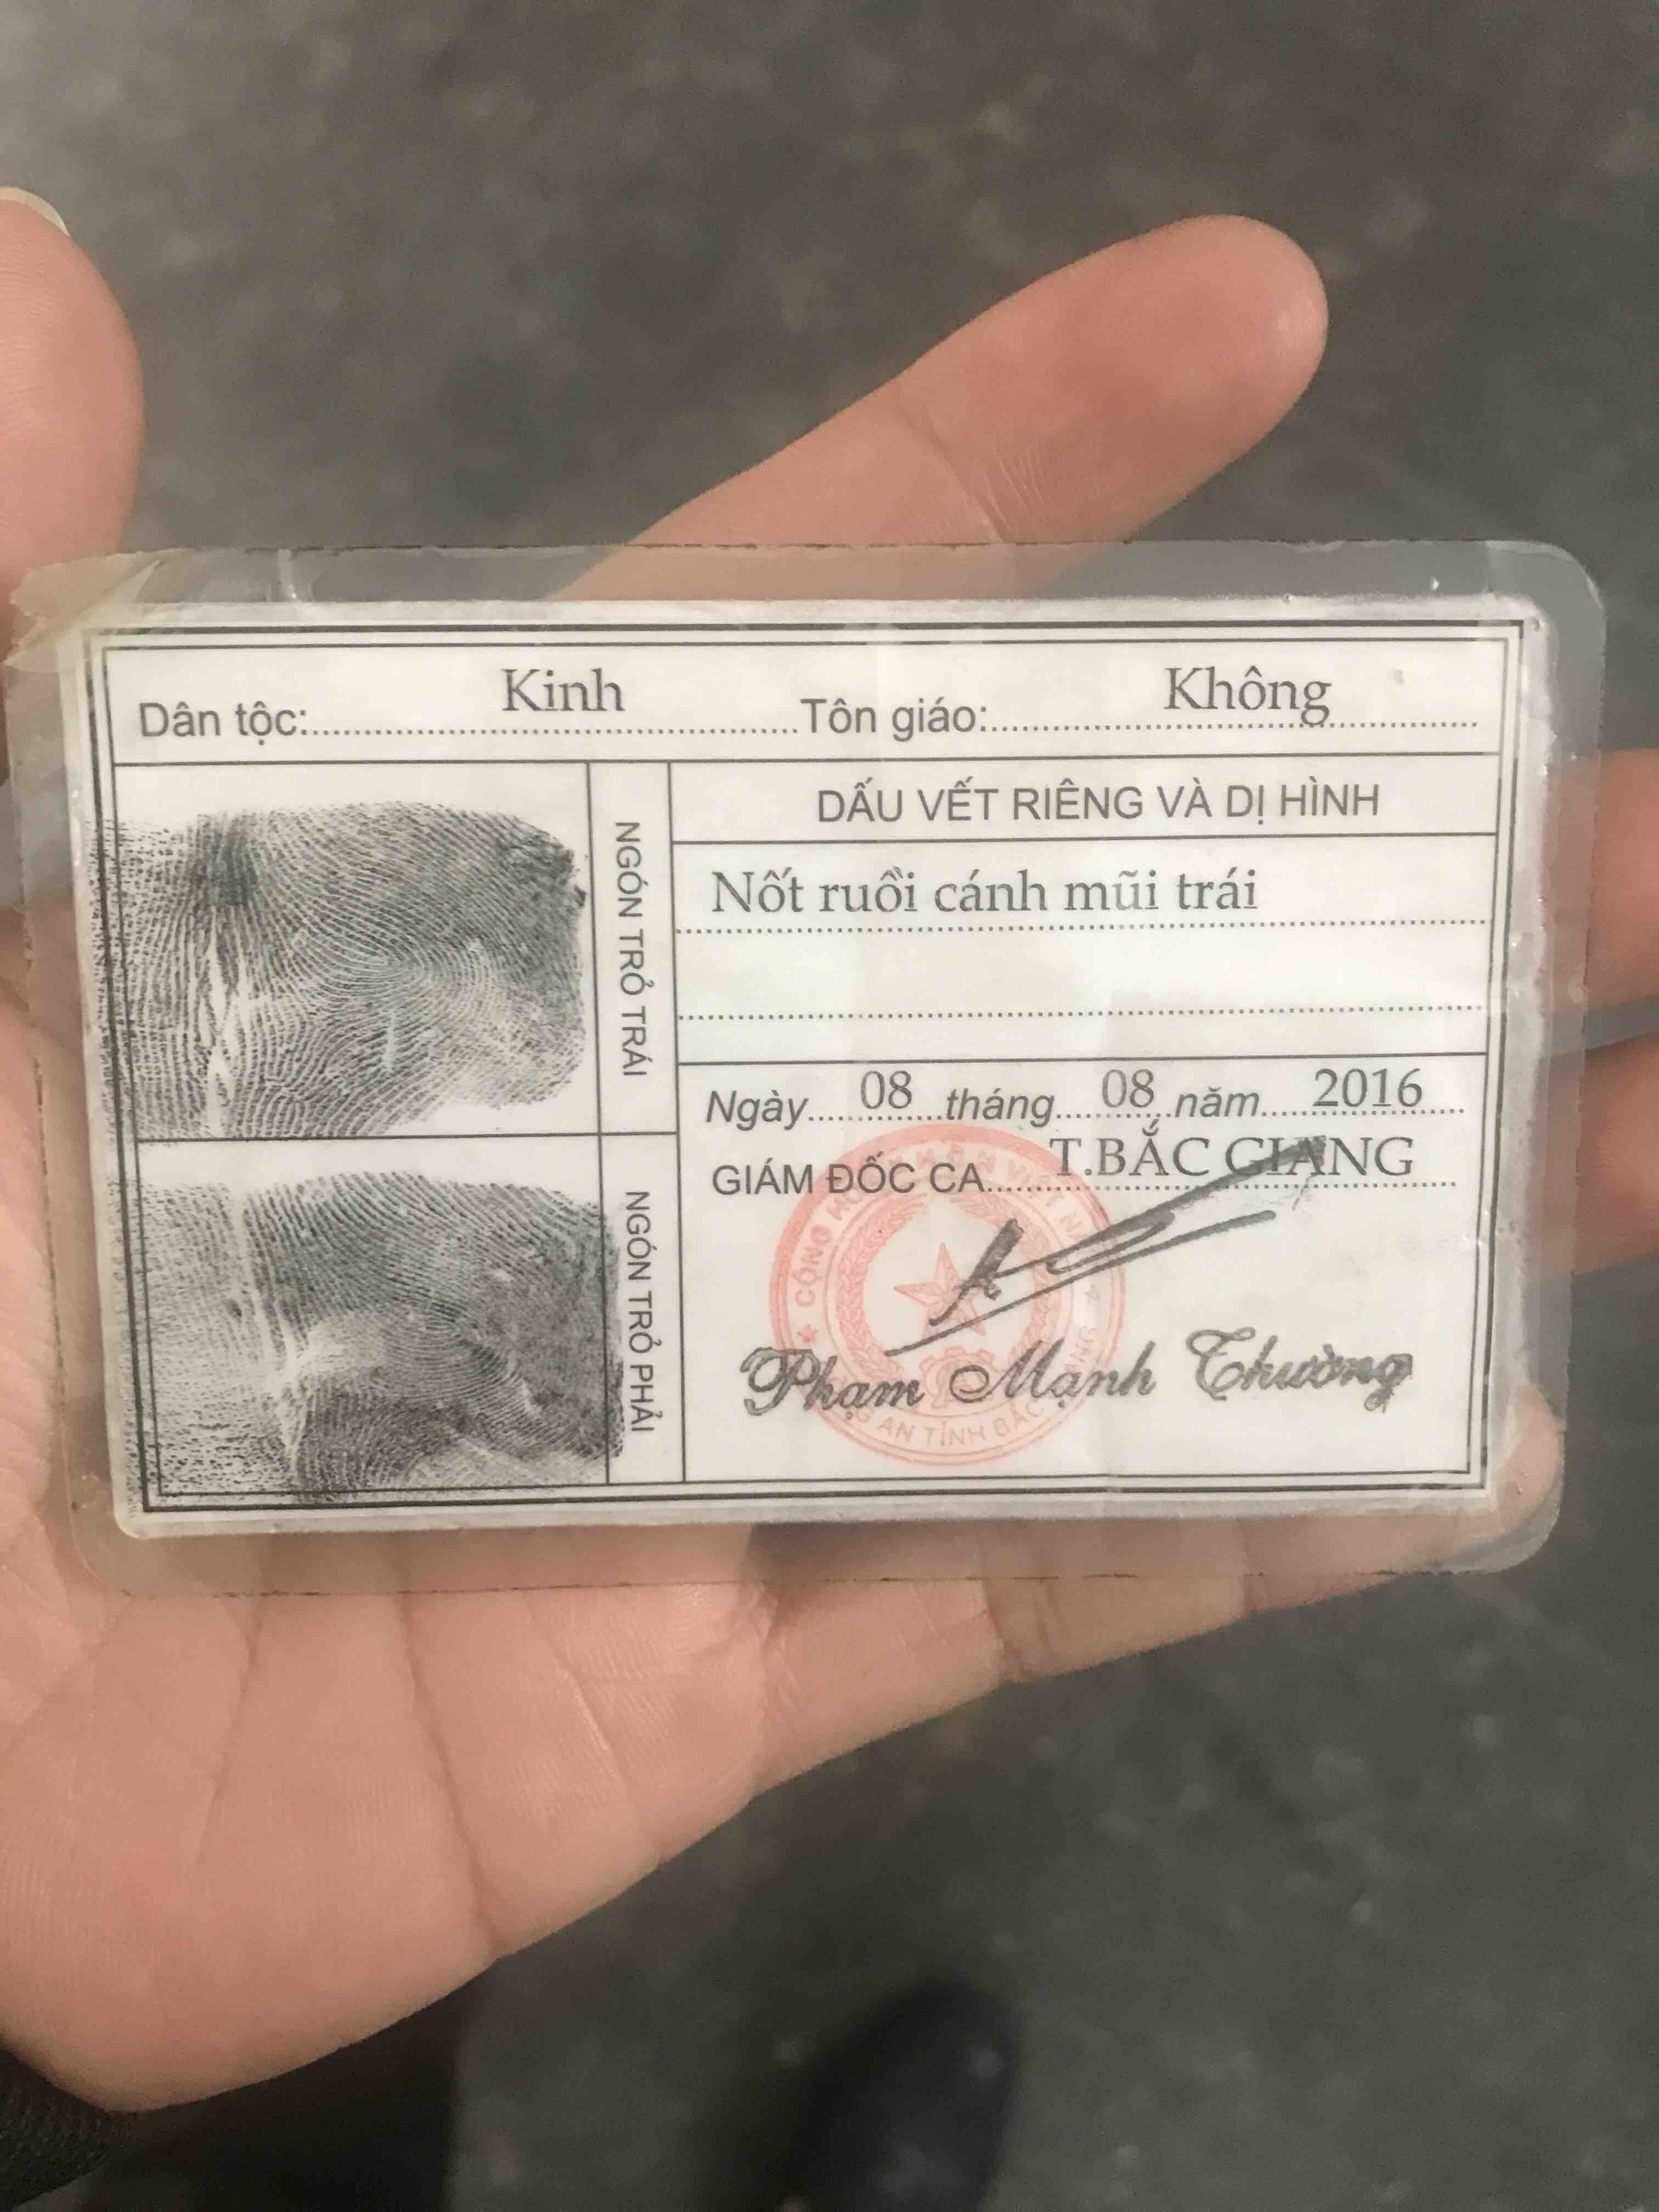 Dân tộc: Kinh Tôn giáo: Không
NGÓN TRỎ TRÁI
DẤU VẾT RIÊNG VÀ DỊ HÌNH
Nốt ruồi cánh mũi trái
Ngày 08 tháng 08 năm 2016
GIÁM ĐỐC CA T.BẮC GIANG
NGÓN TRỎ PHẢI
Phạm Mạnh Thường